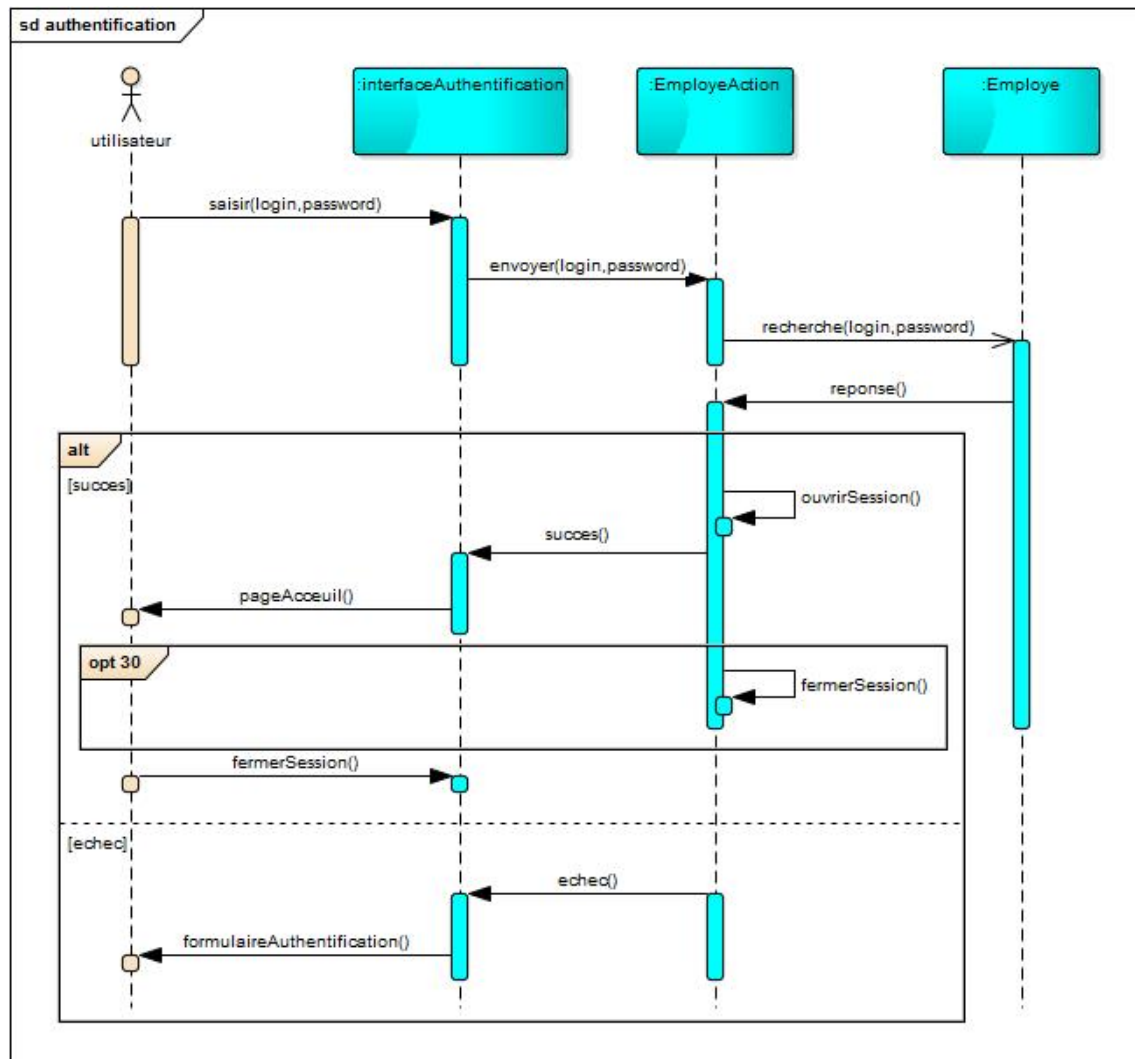 sd authentification
utilisateur
:interfaceAuthentification
:EmployeAction
:Employe
saisir(login,password)
envoyer(login,password)
recherche(login,password)
reponse()
alt
[succes]
ouvrirSession()
succes()
pageAcceuil()
opt 30
fermerSession()
fermerSession()
[echec]
echec()
formulaireAuthentification()